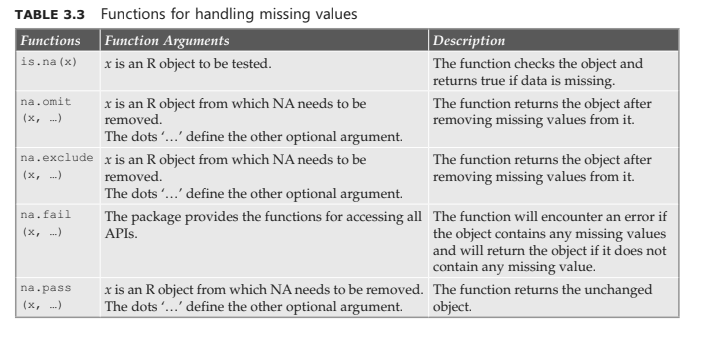 TABLE 3.3 Functions for handling missing values
Functions Function Arguments Description
is.na(x) x is an R object to be tested. The function checks the object and
returns true if data is missing.
na.omit x is an R object from which NA needs to be The function returns the object after
(x, …) removed. removing missing values from it.
The dots ‘…’ define the other optional argument.
na.exclude x is an R object from which NA needs to be The function returns the object after
(x, …) removed. removing missing values from it.
The dots ‘…’ define the other optional argument.
na.fail The package provides the functions for accessing all The function will encounter an error if
(x, …) APIs. the object contains any missing values
and will return the object if it does not
contain any missing value.
na.pass x is an R object from which NA needs to be removed. The function returns the unchanged
(x, …) The dots ‘…’ define the other optional argument. object.